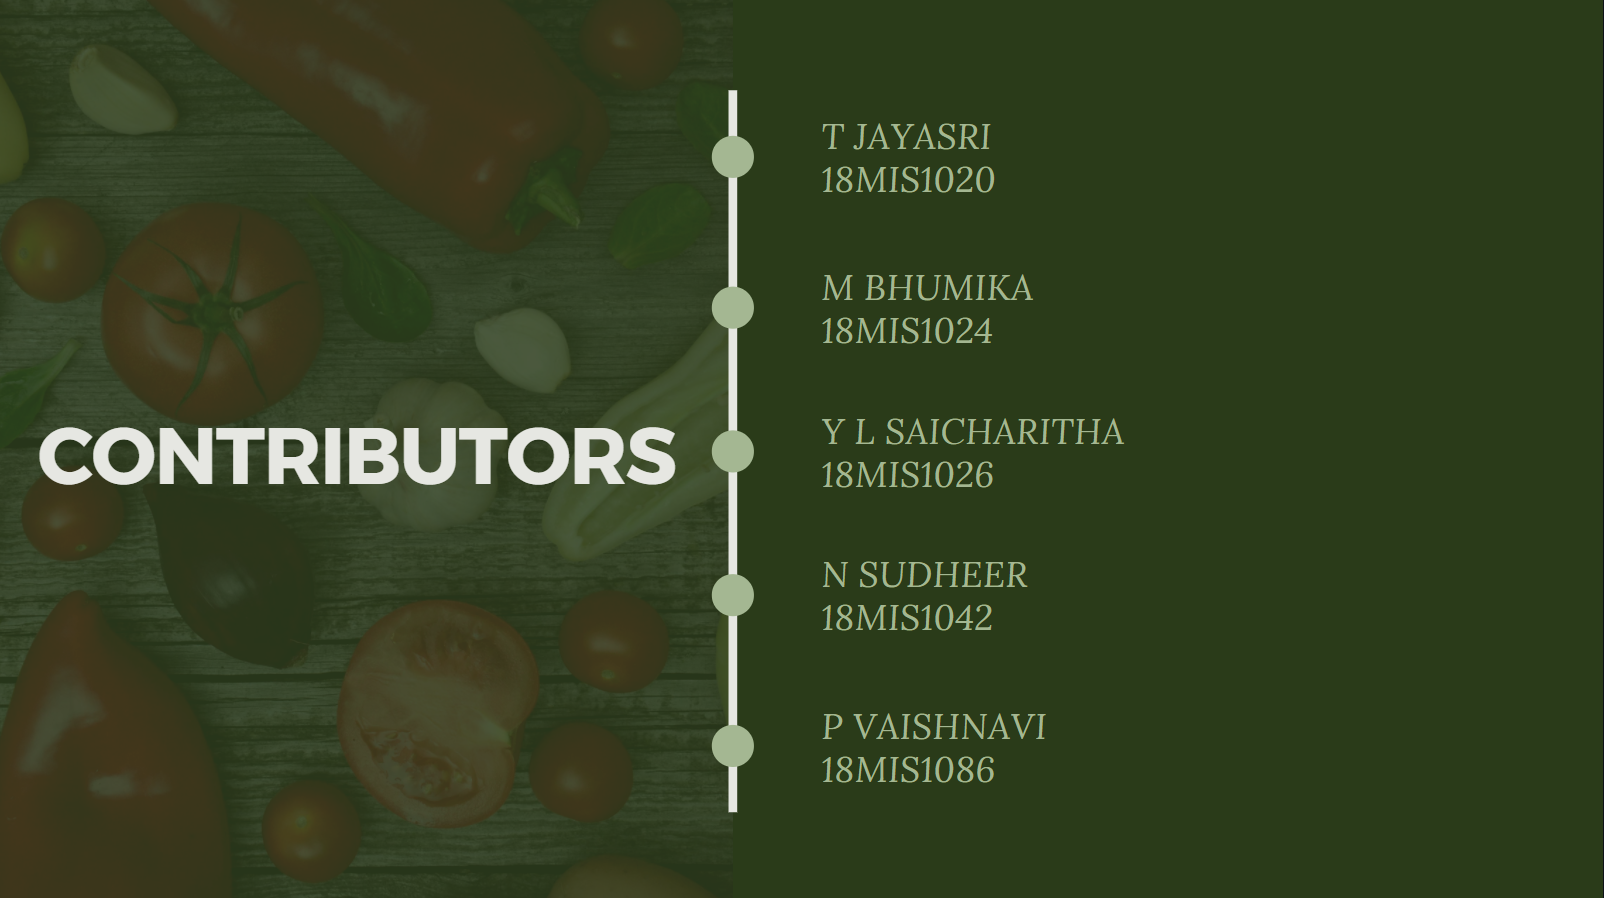 CONTRIBUTORS
T JAYASRI
18MIS1020
M BHUMIKA
18MIS1024
Y L SAICHARITHA
18MIS1026
N SUDHEER
18MIS1042
P VAISHNAVI
18MIS1086